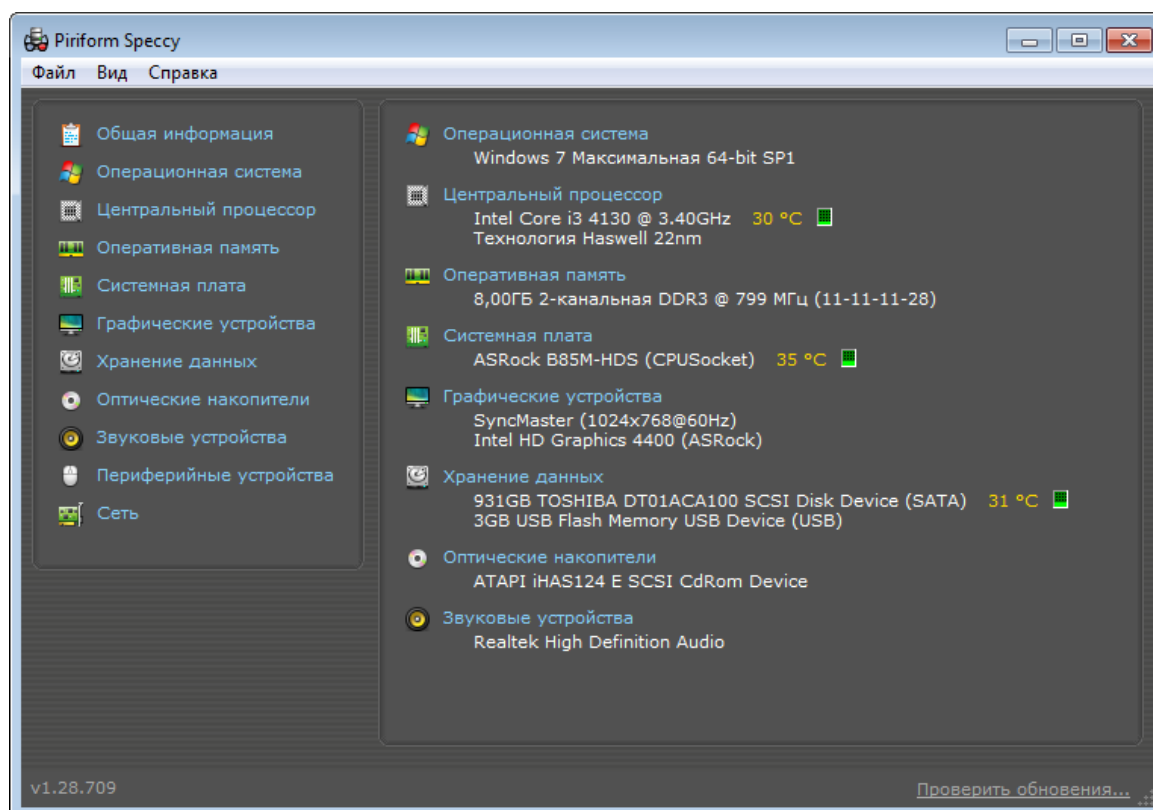 Piriform Speccy
Файл Вид Справка
Общая информация
Операционная система
Центральный процессор
Оперативная память
Системная плата
Графические устройства
Хранение данных
Оптические накопители
Звуковые устройства
Периферийные устройства
Сеть
Операционная система
Windows 7 Максимальная 64-bit SP1
Центральный процессор
Intel Core i3 4130 @ 3.40GHz 30 °C
Технология Haswell 22nm
Оперативная память
8,00ГБ 2-канальная DDR3 @ 799 МГц (11-11-11-28)
Системная плата
ASRock B85M-HDS (CPUSocket) 35 °C
Графические устройства
SyncMaster (1024x768@60Hz)
Intel HD Graphics 4400 (ASRock)
Хранение данных
931GB TOSHIBA DT01ACA100 SCSI Disk Device (SATA) 31 °C
3GB USB Flash Memory USB Device (USB)
Оптические накопители
ATAPI iHAS124 E SCSI CdRom Device
Звуковые устройства
Realtek High Definition Audio
v1.28.709
Проверить обновления...